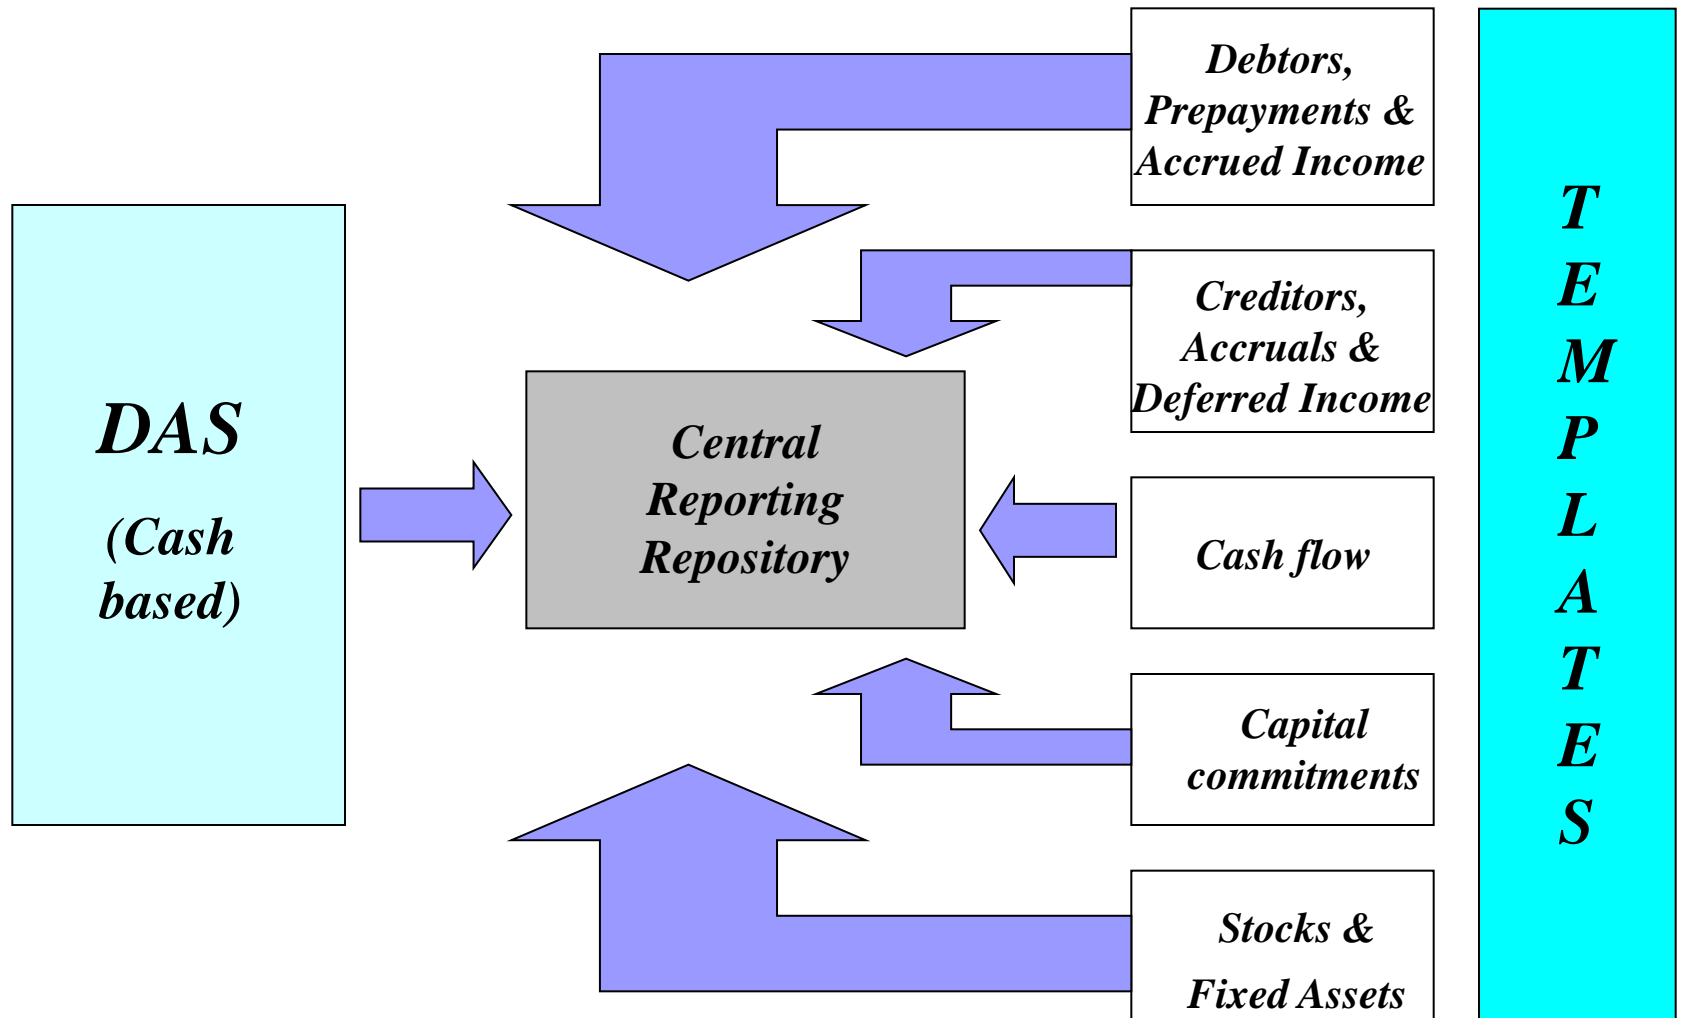 DAS
(Cash
based)
Central
Reporting
Repository
Debtors,
Prepayments &
Accrued Income
Creditors,
Accruals &
Deferred Income
Cash flow
Capital
commitments
Stocks &
Fixed Assets
T
E
M
P
L
A
T
E
S